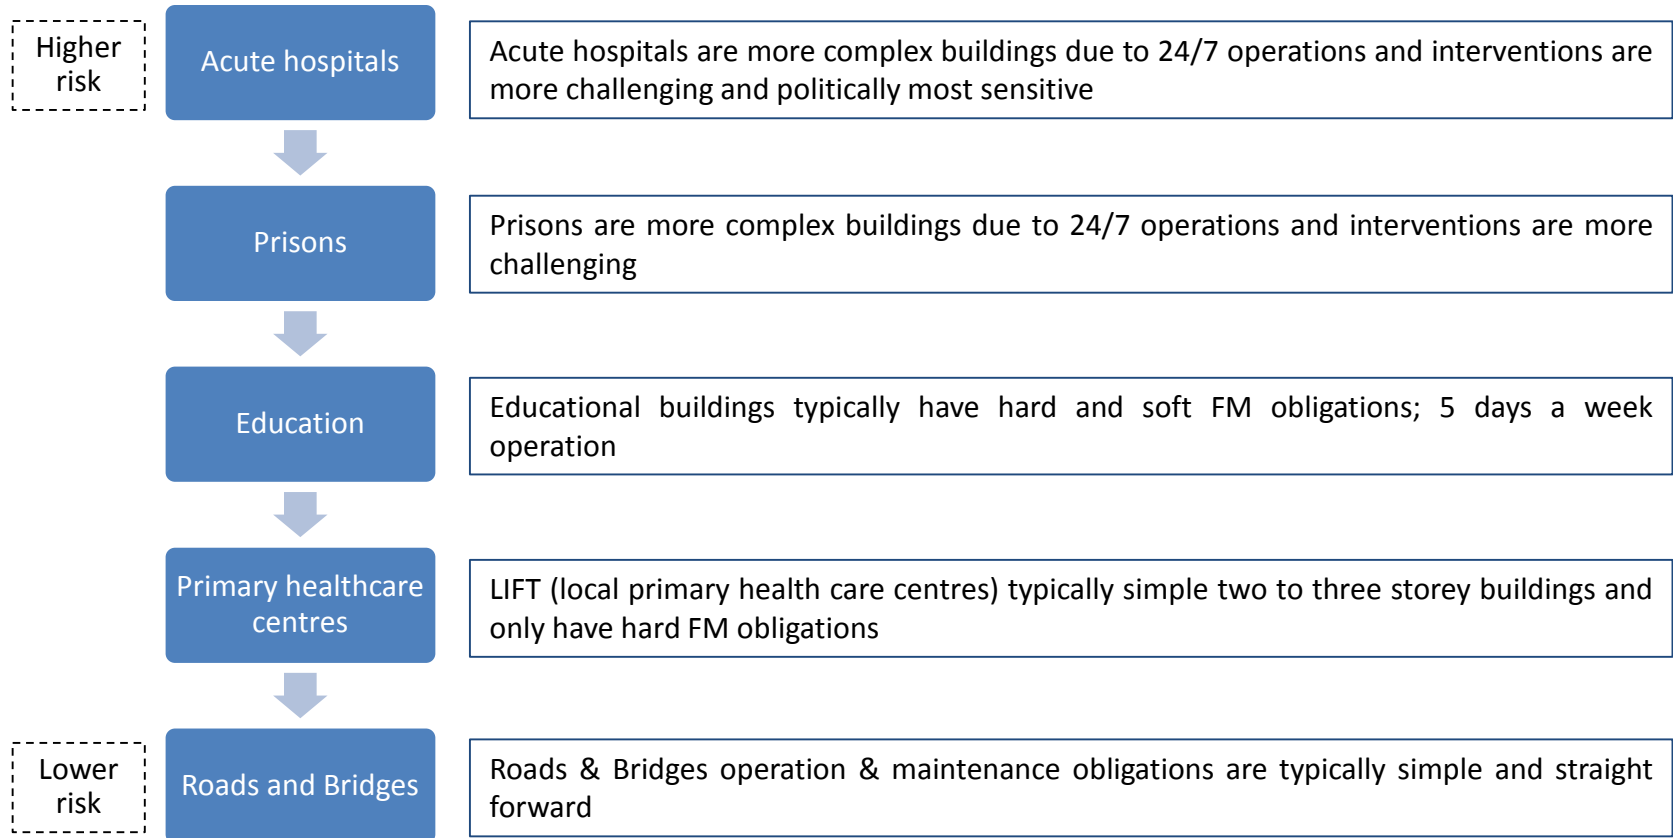 Higher
risk
Acute hospitals
Acute hospitals are more complex buildings due to 24/7 operations and interventions are
more challenging and politically most sensitive
Prisons
Prisons are more complex buildings due to 24/7 operations and interventions are more
challenging
Education
Educational buildings typically have hard and soft FM obligations; 5 days a week
operation
Primary healthcare
centres
LIFT (local primary health care centres) typically simple two to three storey buildings and
only have hard FM obligations
Lower
risk
Roads and Bridges
Roads & Bridges operation & maintenance obligations are typically simple and straight
forward